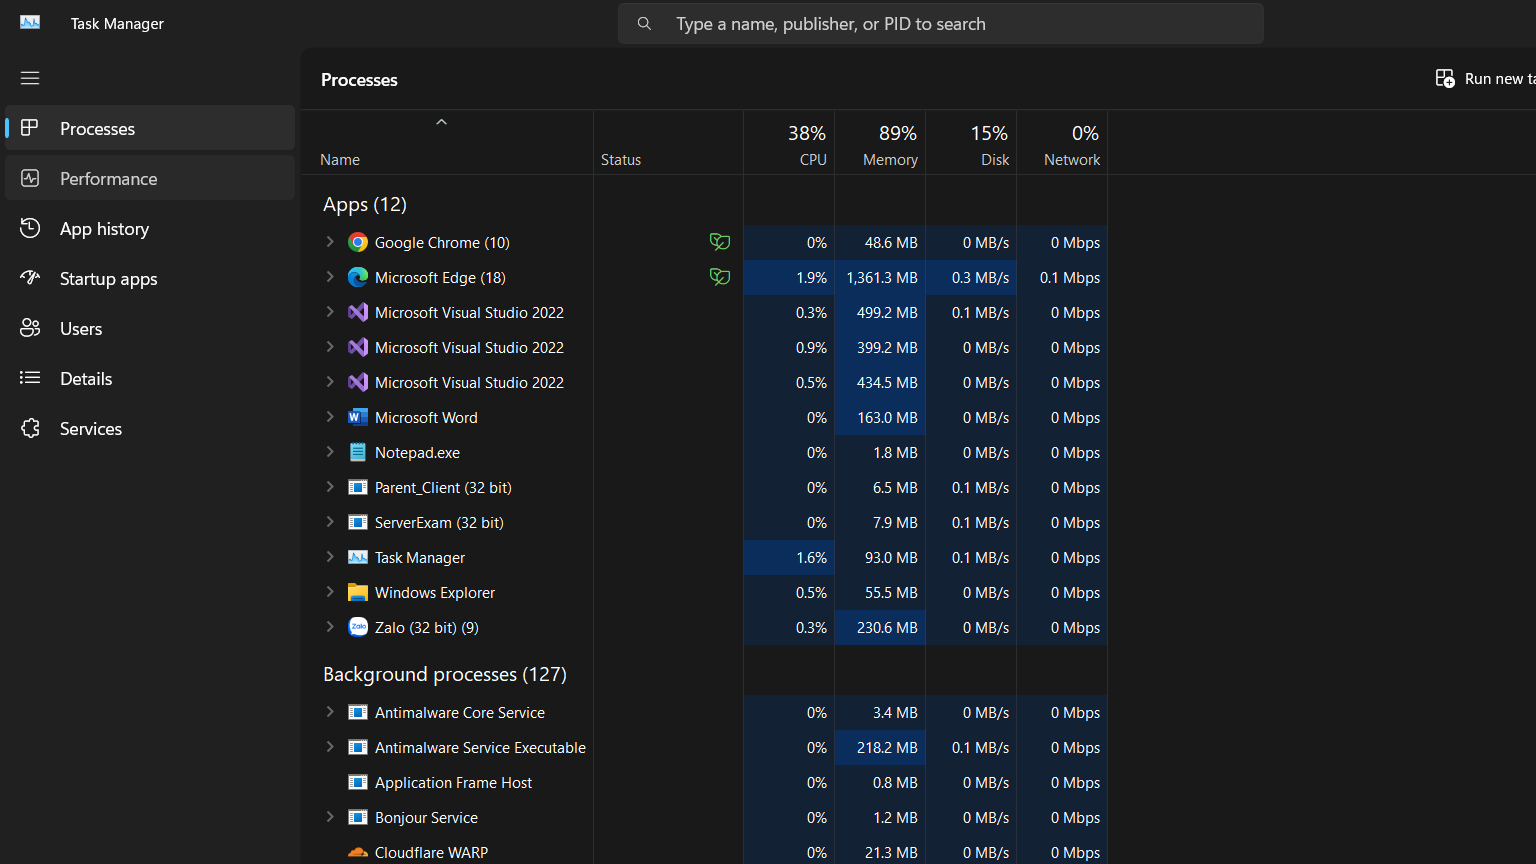 Task Manager
Type a name, publisher, or PID to search
Processes
Run new ta
Processes
Performance
App history
Startup apps
Users
Details
Services
38% 89% 15% 0%
Name Status CPU Memory Disk Network
Apps (12)
Google Chrome (10) 0% 48.6 MB 0 MB/s 0 Mbps
Microsoft Edge (18) 1.9% 1,361.3 MB 0.3 MB/s 0.1 Mbps
Microsoft Visual Studio 2022 0.3% 499.2 MB 0.1 MB/s 0 Mbps
Microsoft Visual Studio 2022 0.9% 399.2 MB 0 MB/s 0 Mbps
Microsoft Visual Studio 2022 0.5% 434.5 MB 0 MB/s 0 Mbps
Microsoft Word 0% 163.0 MB 0 MB/s 0 Mbps
Notepad.exe 0% 1.8 MB 0 MB/s 0 Mbps
Parent_Client (32 bit) 0% 6.5 MB 0.1 MB/s 0 Mbps
ServerExam (32 bit) 0% 7.9 MB 0.1 MB/s 0 Mbps
Task Manager 1.6% 93.0 MB 0.1 MB/s 0 Mbps
Windows Explorer 0.5% 55.5 MB 0 MB/s 0 Mbps
Zalo Zalo (32 bit) (9) 0.3% 230.6 MB 0 MB/s 0 Mbps
Background processes (127)
Antimalware Core Service 0% 3.4 MB 0 MB/s 0 Mbps
Antimalware Service Executable 0% 218.2 MB 0.1 MB/s 0 Mbps
Application Frame Host 0% 0.8 MB 0 MB/s 0 Mbps
Bonjour Service 0% 1.2 MB 0 MB/s 0 Mbps
Cloudflare WARP 0% 21.3 MB 0 MB/s 0 Mbps